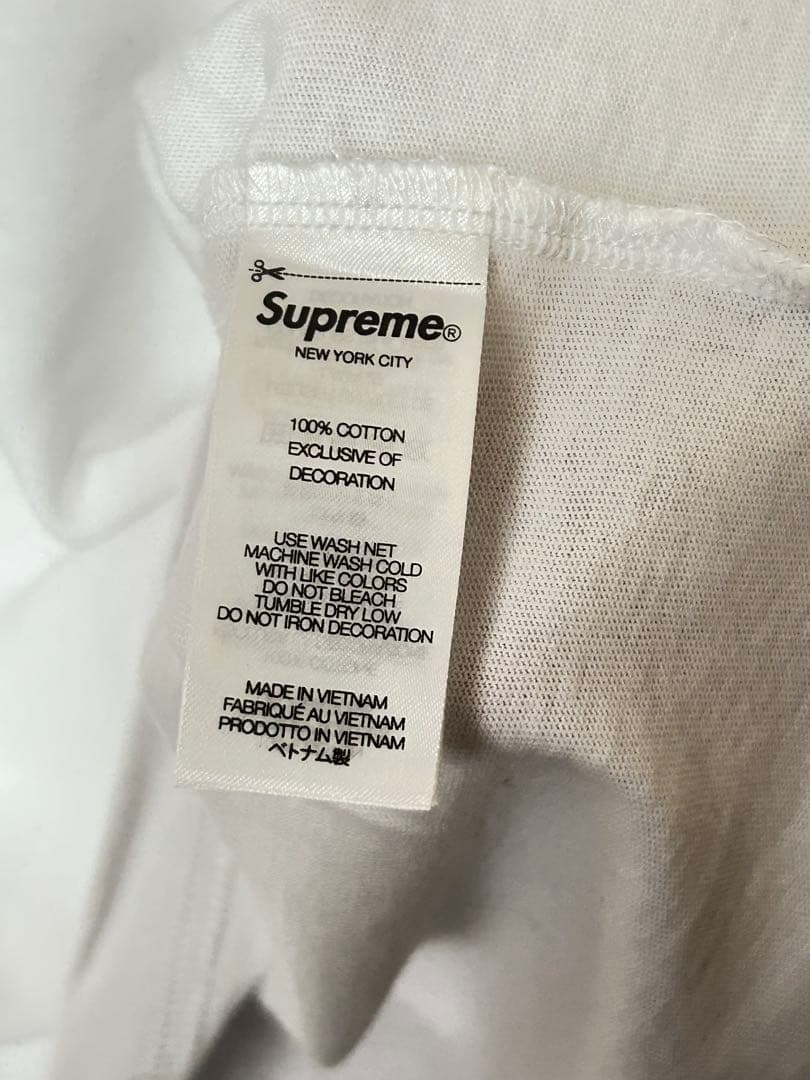 Supreme®
NEW YORK CITY
100% COTTON
EXCLUSIVE OF
DECORATION
USE WASH NET
MACHINE WASH COLD
WITH LIKE COLORS
DO NOT BLEACH
TUMBLE DRY LOW
DO NOT IRON DECORATION
MADE IN VIETNAM
FABRIQUÉ AU VIETNAM
PRODOTTO IN VIETNAM
ベトナム製